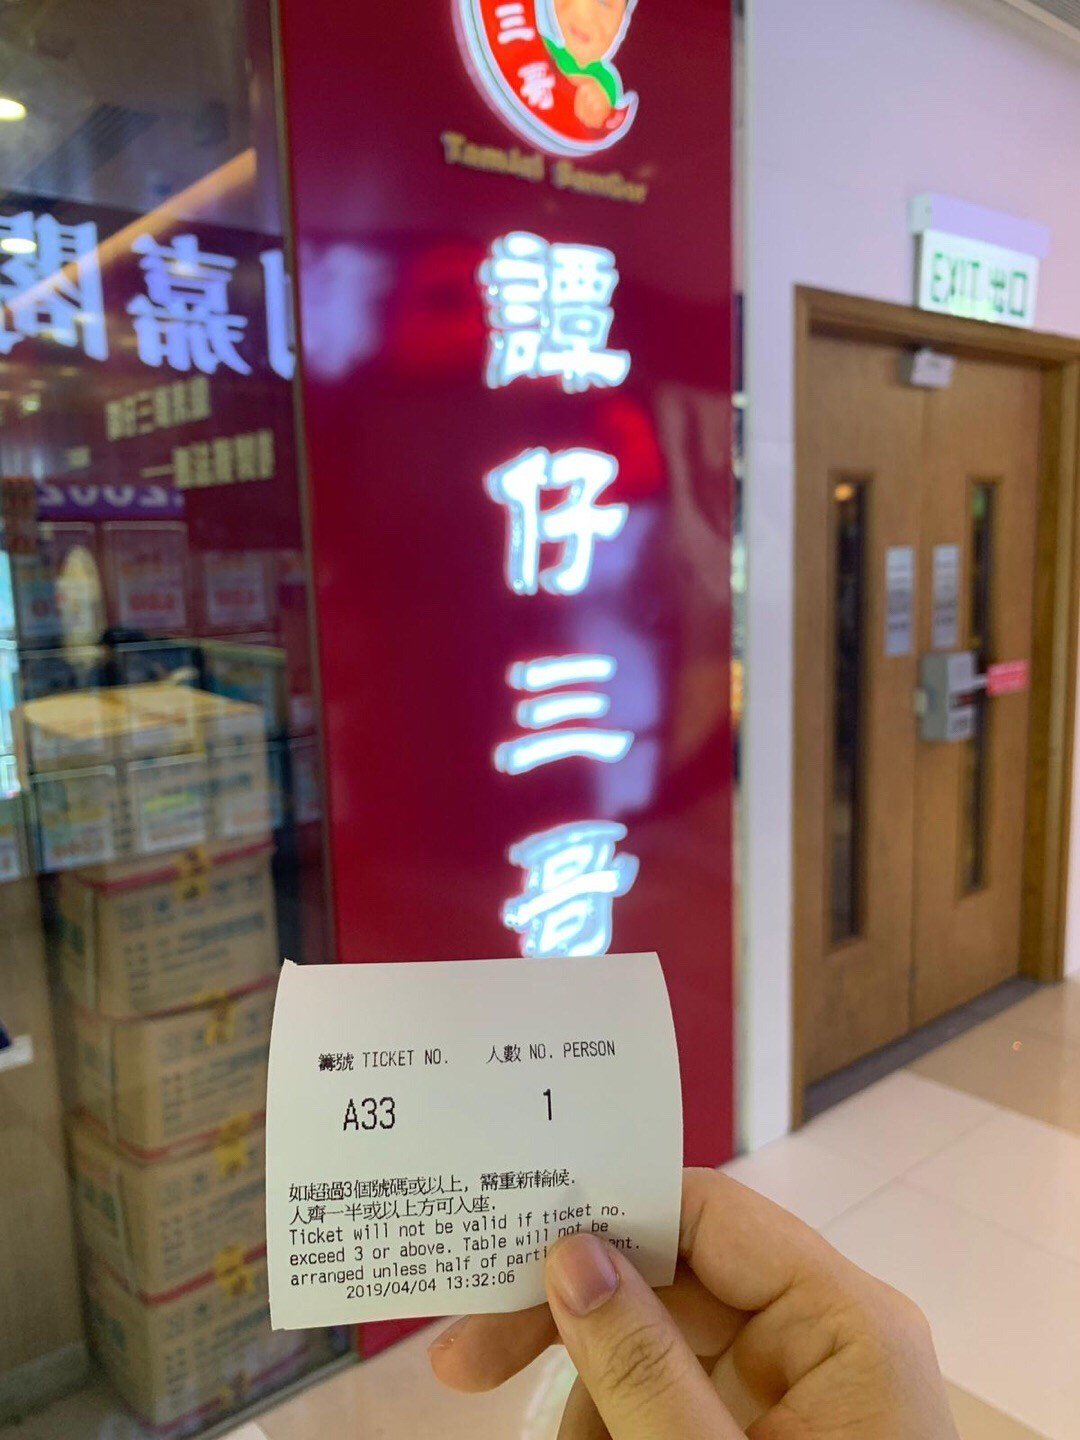 三哥
TamJai SamGor
譚仔三哥
EXIT 出口
嘉
籌號 TICKET NO.
人數 NO. PERSON
A33
1
如超過3個號碼或以上, 需重新輪候.
人齊一半或以上方可入座.
Ticket will not be valid if ticket no.
exceed 3 or above. Table will not be
arranged unless half of parti
2019/04/04 13:32:06